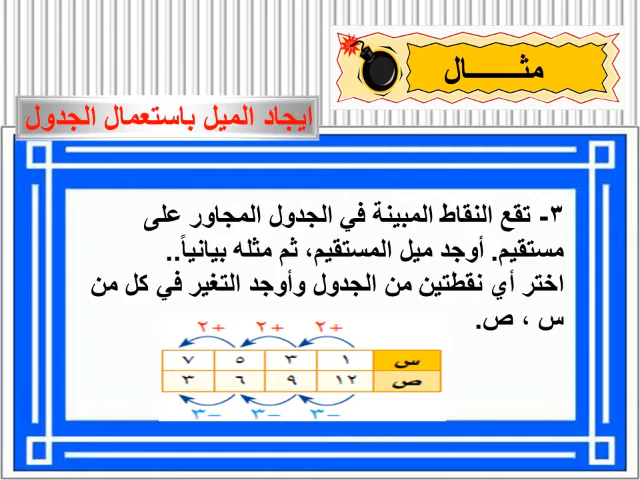 مثـــــــال
ايجاد الميل باستعمال الجدول
٣- تقع النقاط المبينة في الجدول المجاور على
مستقيم. أوجد ميل المستقيم، ثم مثله بيانياً..
اختر أي نقطتين من الجدول وأوجد التغير في كل من
س ، ص.
+٢ +٢ +٢
س ١ ٣ ٥ ٧
ص ١٢ ٩ ٦ ٣
−٣ −٣ −٣